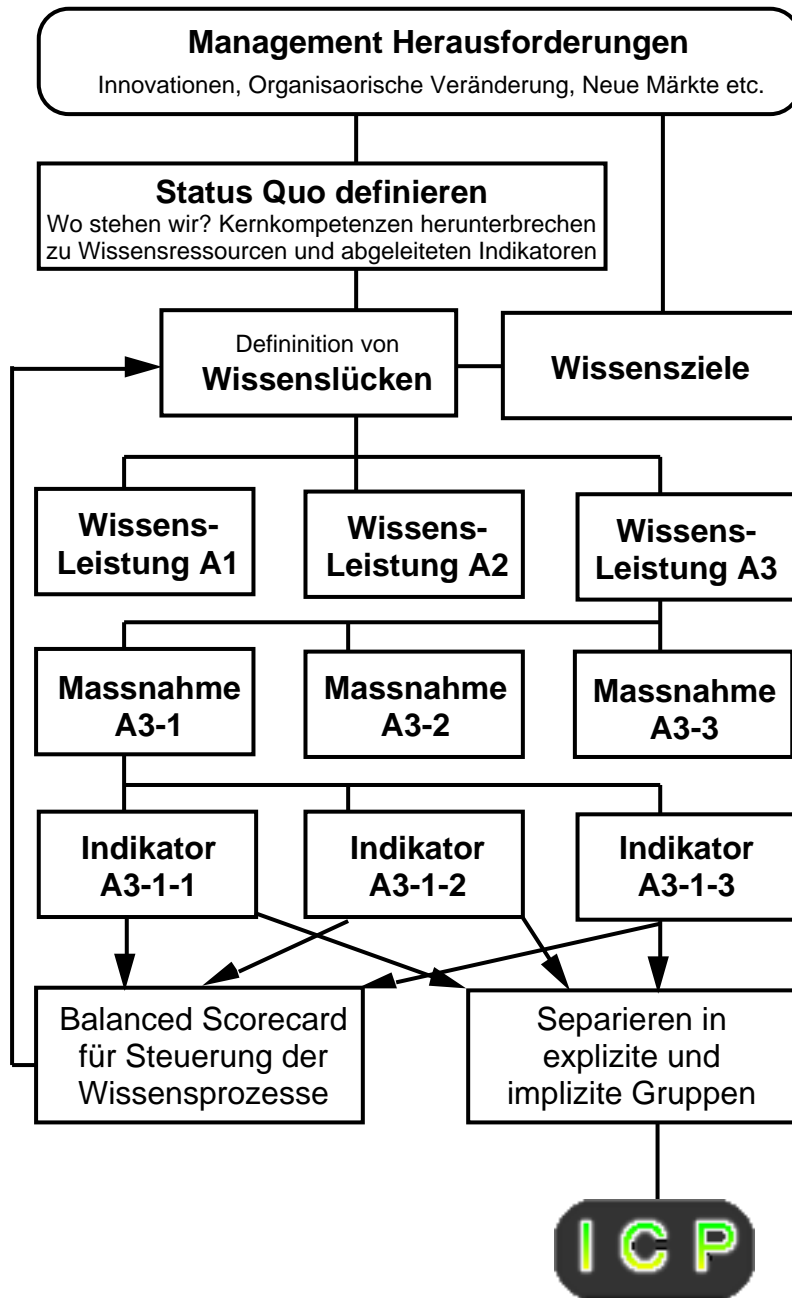 Management Herausforderungen
Innovationen, Organisaorische Veränderung, Neue Märkte etc.
Status Quo definieren
Wo stehen wir? Kernkompetenzen herunterbrechen
zu Wissensressourcen und abgeleiteten Indikatoren
Defininition von
Wissenslücken
Wissensziele
Wissens-
Leistung A1
Wissens-
Leistung A2
Wissens-
Leistung A3
Massnahme
A3-1
Massnahme
A3-2
Massnahme
A3-3
Indikator
A3-1-1
Indikator
A3-1-2
Indikator
A3-1-3
Balanced Scorecard
für Steuerung der
Wissensprozesse
Separieren in
explizite und
implizite Gruppen
I C P